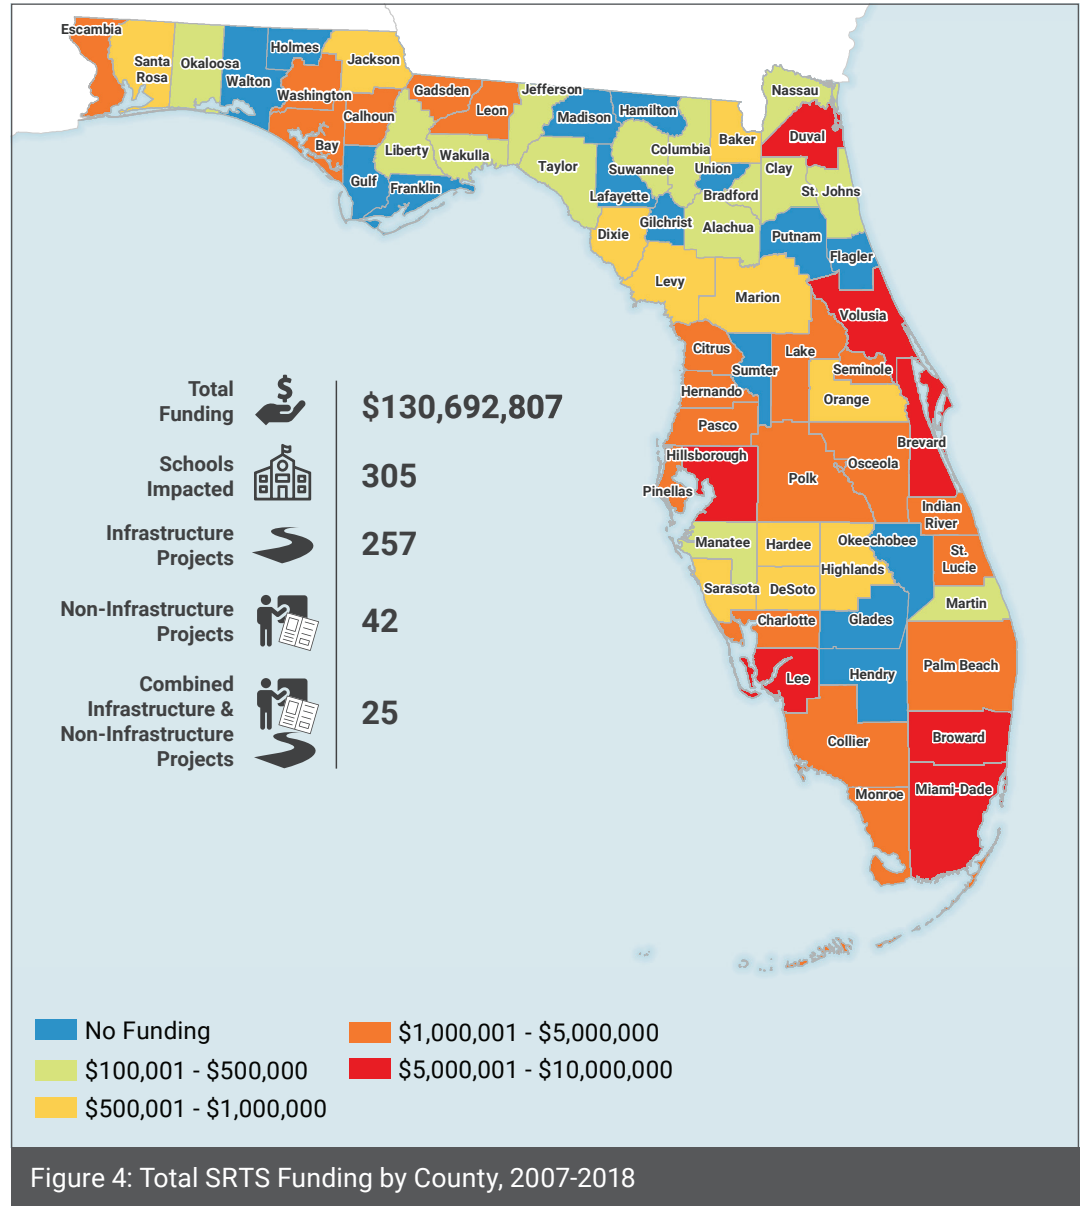 Escambia
Santa
Rosa
Okaloosa
Walton
Holmes
Washington
Jackson
Bay
Calhoun
Gulf
Gadsden
Liberty
Franklin
Leon
Wakulla
Jefferson
Madison
Taylor
Hamilton
Suwannee
Lafayette
Columbia
Dixie
Gilchrist
Baker
Union
Bradford
Alachua
Nassau
Duval
Clay
St. Johns
Putnam
Flagler
Levy
Marion
Volusia
Citrus
Sumter
Lake
Seminole
Hernando
Orange
Pasco
Brevard
Hillsborough
Pinellas
Polk
Osceola
Indian
River
Manatee
Hardee
Okeechobee
Highlands
St.
Lucie
Sarasota
DeSoto
Martin
Charlotte
Glades
Lee
Hendry
Palm Beach
Collier
Broward
Monroe
Miami-Dade
Total
Funding
$
$130,692,807
Schools
Impacted
305
Infrastructure
Projects
257
Non-Infrastructure
Projects
42
Combined
Infrastructure &
Non-Infrastructure
Projects
25
No Funding
$100,001 - $500,000
$500,001 - $1,000,000
$1,000,001 - $5,000,000
$5,000,001 - $10,000,000
Figure 4: Total SRTS Funding by County, 2007-2018